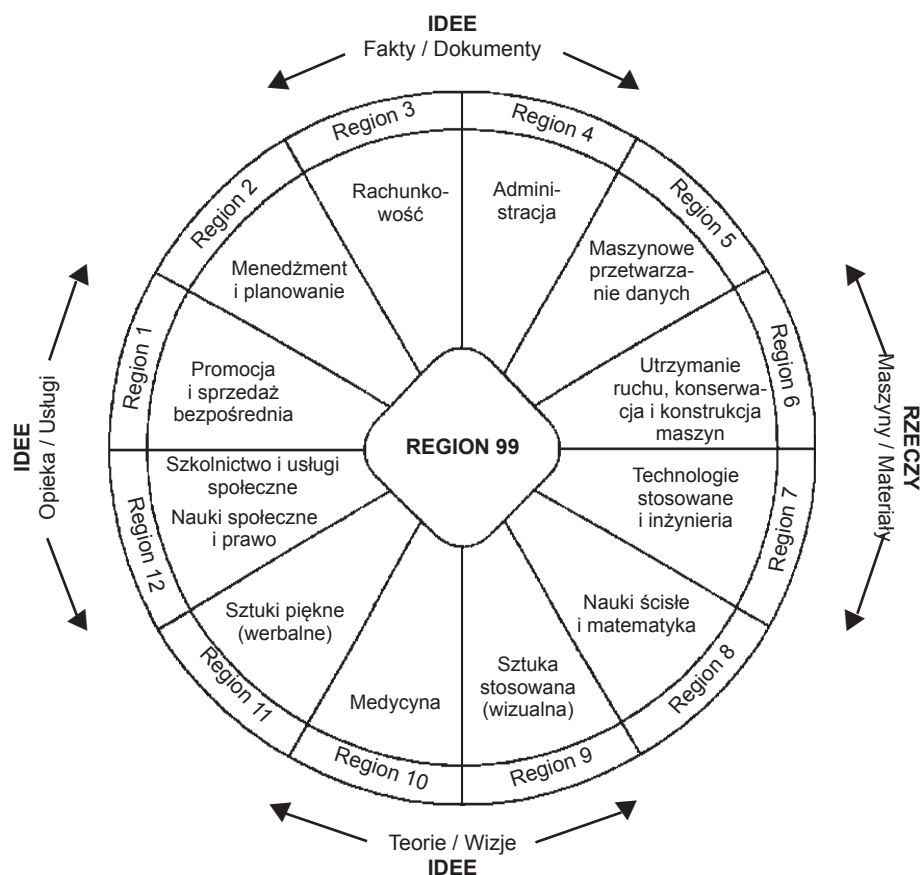 IDEE
Fakty / Dokumenty
Region 3
Region 4
Region 2
Region 5
Rachunko-
wość
Admini-
stracja
Menedżment
i planowanie
Maszynowe
przetwarza-
nie danych
Region 1
Region 6
Promocja
i sprzedaż
bezpośrednia
Utrzymanie
ruchu, konserwa-
cja i konstrukcja
maszyn
IDEE
Opieka / Usługi
REGION 99
RZECZY
Maszyny / Materiały
Szkolnictwo i usługi
społeczne
Nauki społeczne
i prawo
Technologie
stosowane
i inżynieria
Region 12
Region 7
Sztuki piękne
(werbalne)
Nauki ścisłe
i matematyka
Medycyna
Sztuka
stosowana
(wizualna)
Region 11
Region 8
Region 10
Region 9
Teorie / Wizje
IDEE